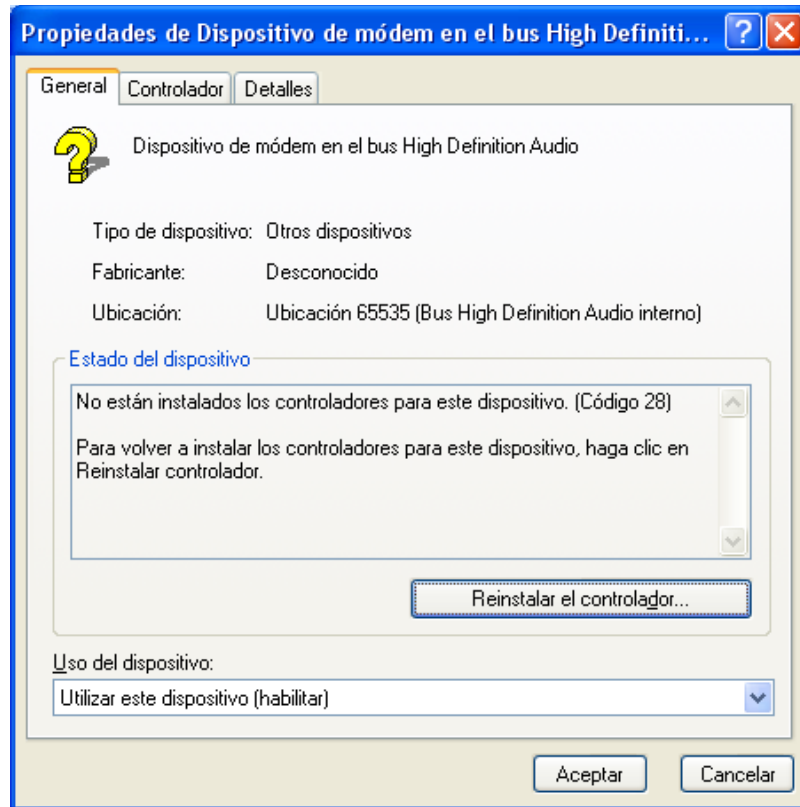 Propiedades de Dispositivo de módem en el bus High Definiti...
General
Controlador
Detalles
Dispositivo de módem en el bus High Definition Audio
Tipo de dispositivo: Otros dispositivos
Fabricante: Desconocido
Ubicación: Ubicación 65535 (Bus High Definition Audio interno)
Estado del dispositivo
No están instalados los controladores para este dispositivo. (Código 28)
Para volver a instalar los controladores para este dispositivo, haga clic en
Reinstalar controlador.
Reinstalar el controlador...
Uso del dispositivo:
Utilizar este dispositivo (habilitar)
Aceptar
Cancelar